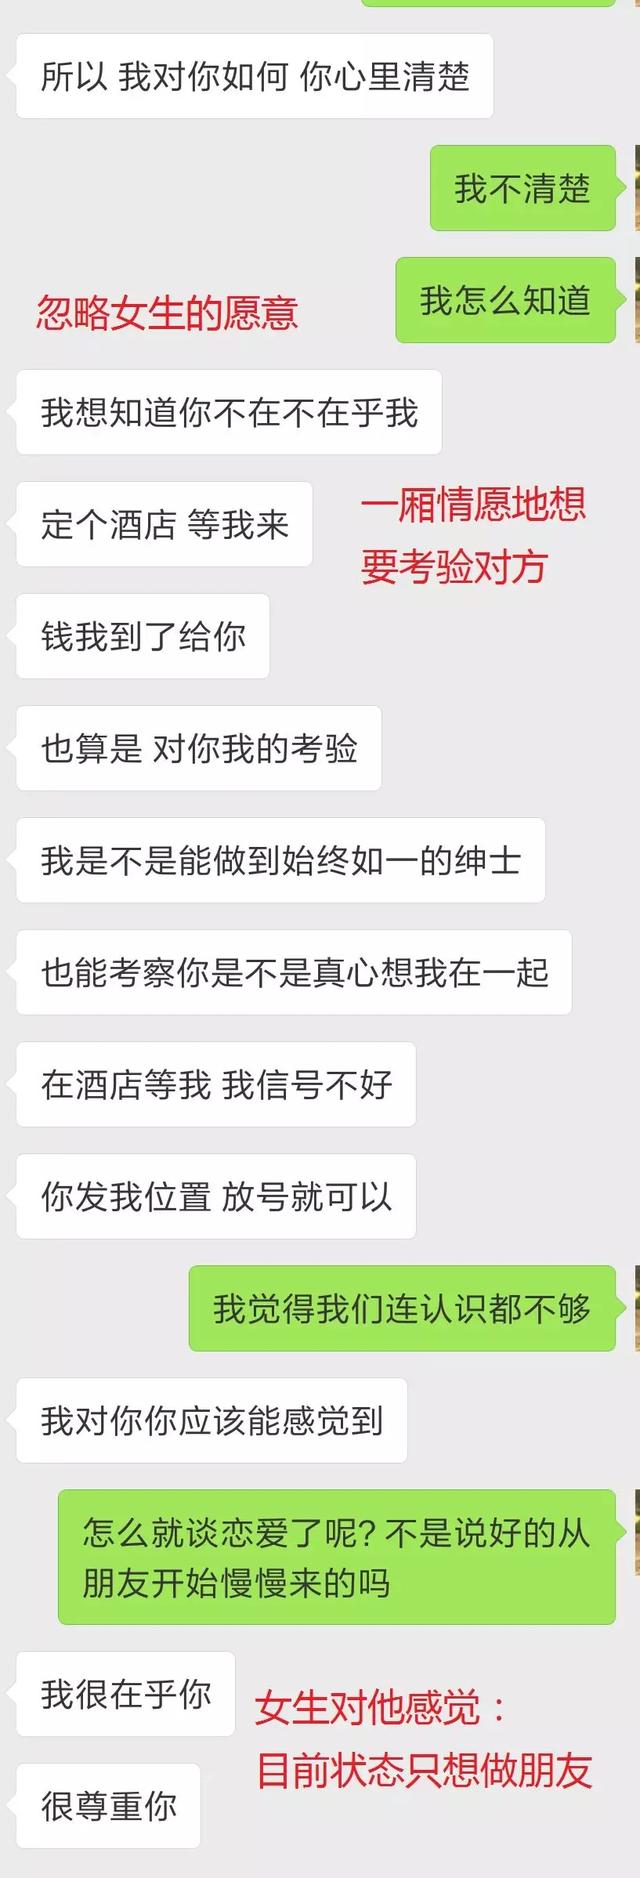 所以 我对你如何 你心里清楚
我不清楚
我怎么知道
忽略女生的愿意
我想知道你不在不在乎我
一厢情愿地想
要考验对方
定个酒店 等我来
钱我到了给你
也算是 对你我的考验
我是不是能做到始终如一的绅士
也能考察你是不是真心想我在一起
在酒店等我 我信号不好
你发我位置 放号就可以
我觉得我们连认识都不够
我对你你应该能感觉到
怎么就谈恋爱了呢? 不是说好的从
朋友开始慢慢来的吗
我很在乎你
女生对他感觉：
目前状态只想做朋友
很尊重你